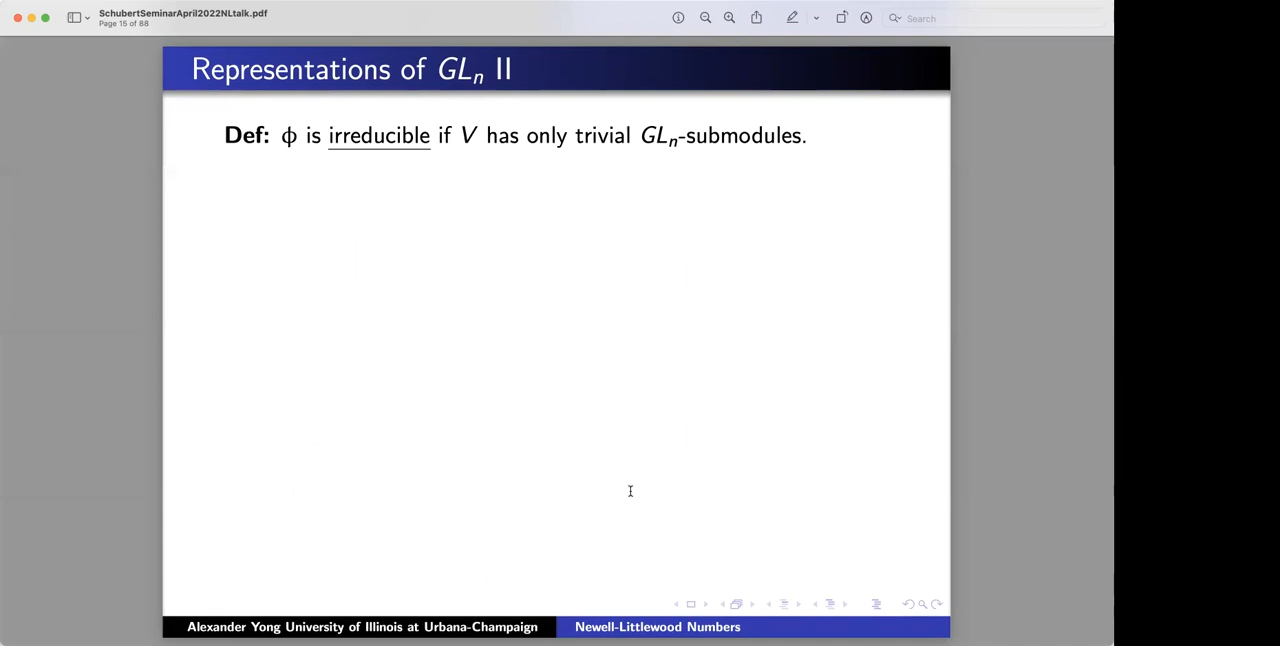 SchubertSeminarApril2022NLtalk.pdf
Page 15 of 88
Search
Representations of GLn II
Def: ϕ is irreducible if V has only trivial GLn-submodules.
Alexander Yong University of Illinois at Urbana-Champaign
Newell-Littlewood Numbers